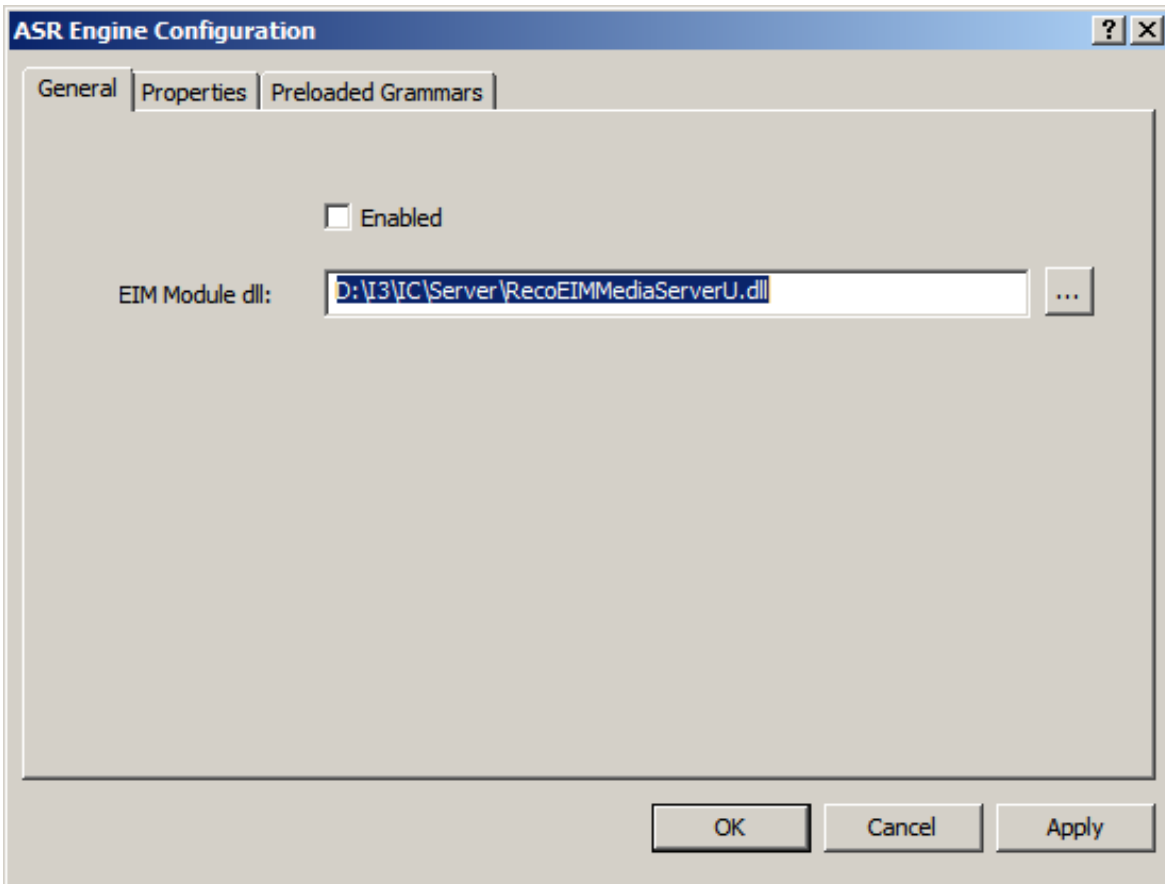 ASR Engine Configuration
General Properties Preloaded Grammars
Enabled
EIM Module dll: D:\I3\IC\Server\RecoEIMMediaServerU.dll ...
OK Cancel Apply